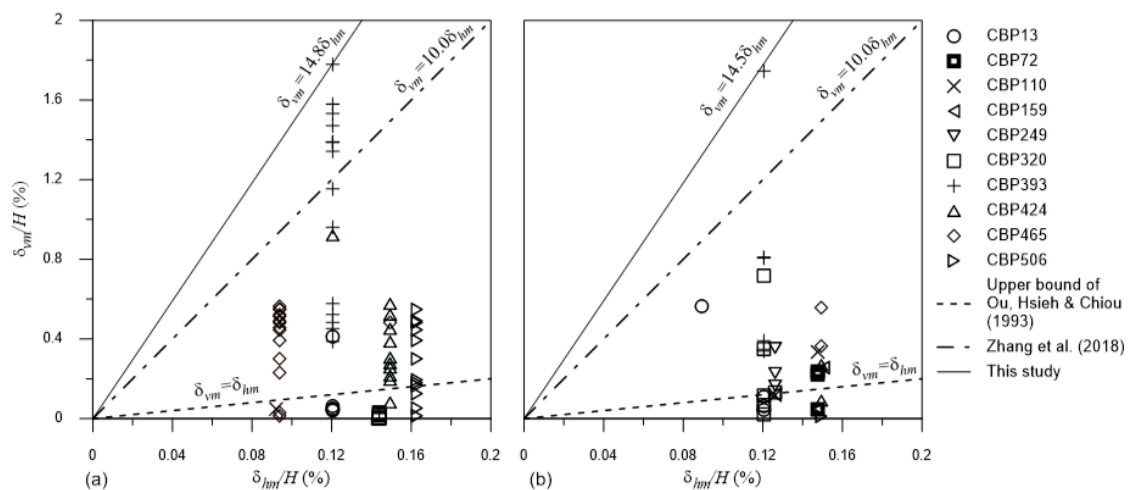 2
1.6
1.2
0.8
0.4
0
δvm/H (%)
δvm=14.8δhm
δvm=10.0δhm
δvm=δhm
0 0.04 0.08 0.12 0.16 0.2
(a)
δhm/H (%)
δvm=14.5δhm
δvm=10.0δhm
δvm=δhm
0 0.04 0.08 0.12 0.16 0.2
(b)
δhm/H (%)
CBP13
CBP72
CBP110
CBP159
CBP249
CBP320
CBP393
CBP424
CBP465
CBP506
Upper bound of
Ou, Hsieh & Chiou
(1993)
Zhang et al. (2018)
This study